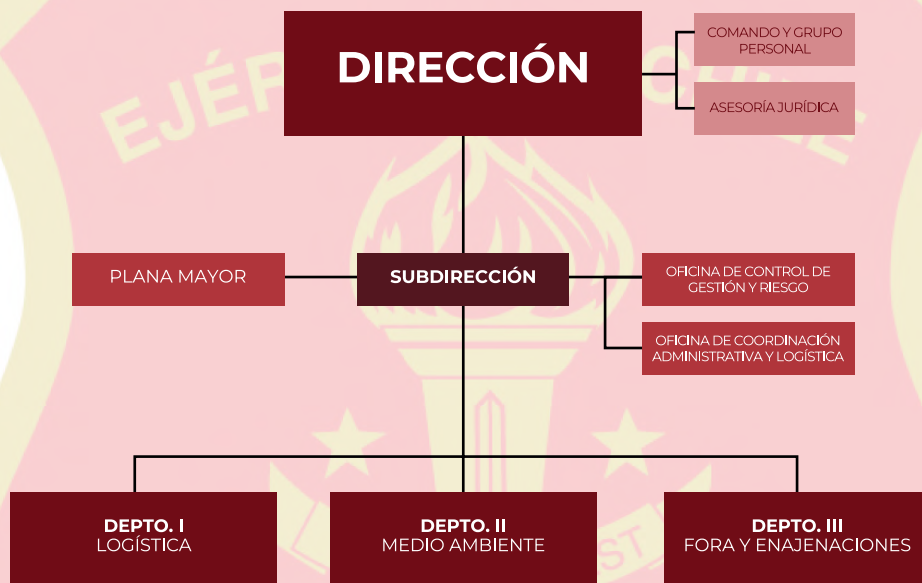 DIRECCIÓN
COMANDO Y GRUPO
PERSONAL
ASESORÍA JURÍDICA
PLANA MAYOR
SUBDIRECCIÓN
OFICINA DE CONTROL DE
GESTIÓN Y RIESGO
OFICINA DE COORDINACIÓN
ADMINISTRATIVA Y LOGÍSTICA
DEPTO. I
LOGÍSTICA
DEPTO. II
MEDIO AMBIENTE
DEPTO. III
FORA Y ENAJENACIONES